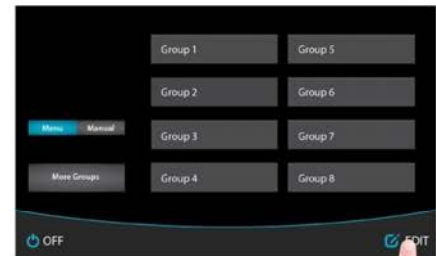 Group 1 Group 5
Group 2 Group 6
Menu Manual
Group 3 Group 7
More Groups
Group 4 Group 8
OFF
EDIT